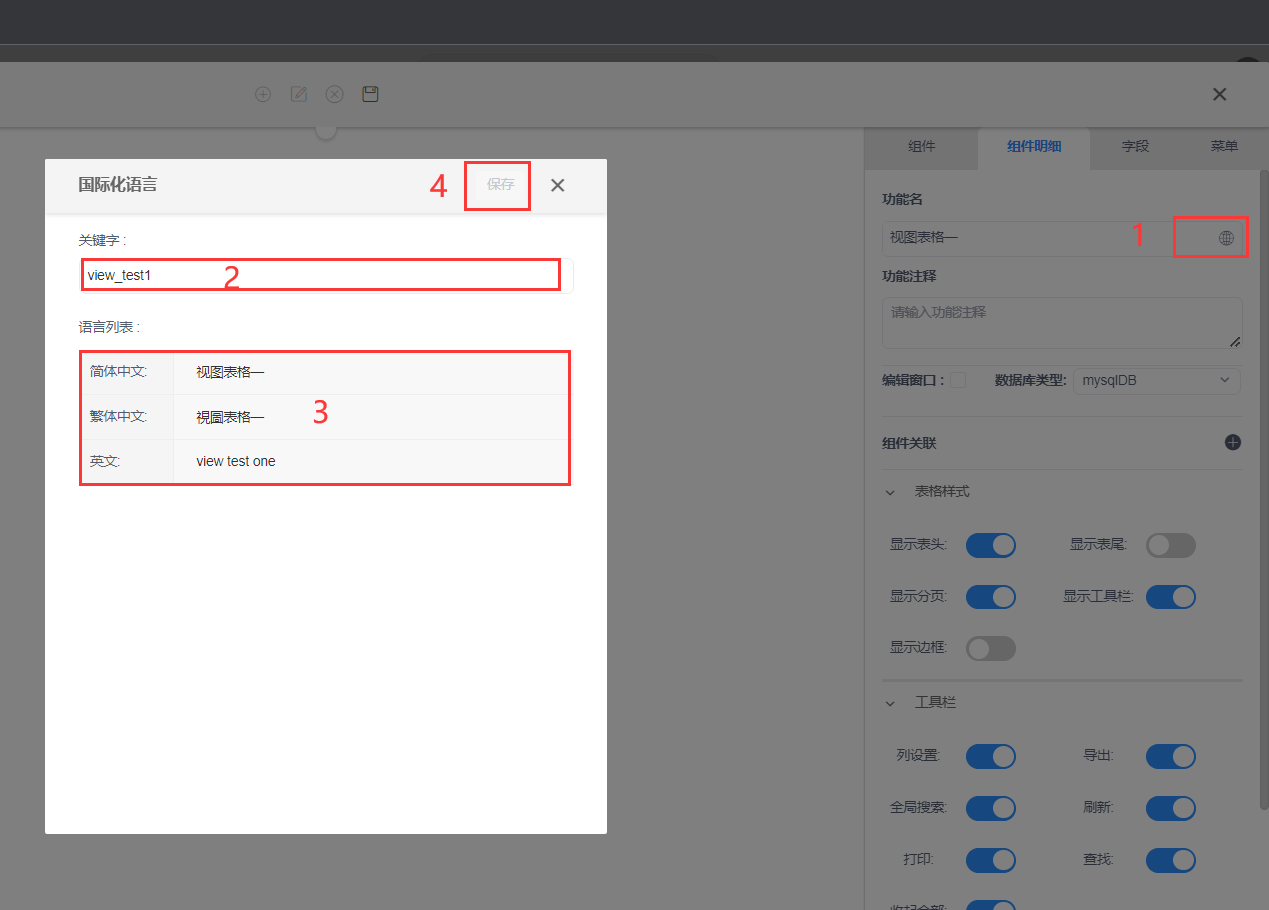 组件
组件明细
字段
菜单
国际化语言
4
保存
关键字 :
view_test1
2
语言列表 :
简体中文:
视图表格一
繁体中文:
視圖表格一
3
英文:
view test one
功能名
视图表格一
1
功能注释
请输入功能注释
编辑窗口 :
数据库类型:
mysqlDB
组件关联
表格样式
显示表头:
显示表尾:
显示分页:
显示工具栏:
显示边框:
工具栏
列设置:
导出:
全局搜索:
刷新:
打印:
查找:
收起全部: